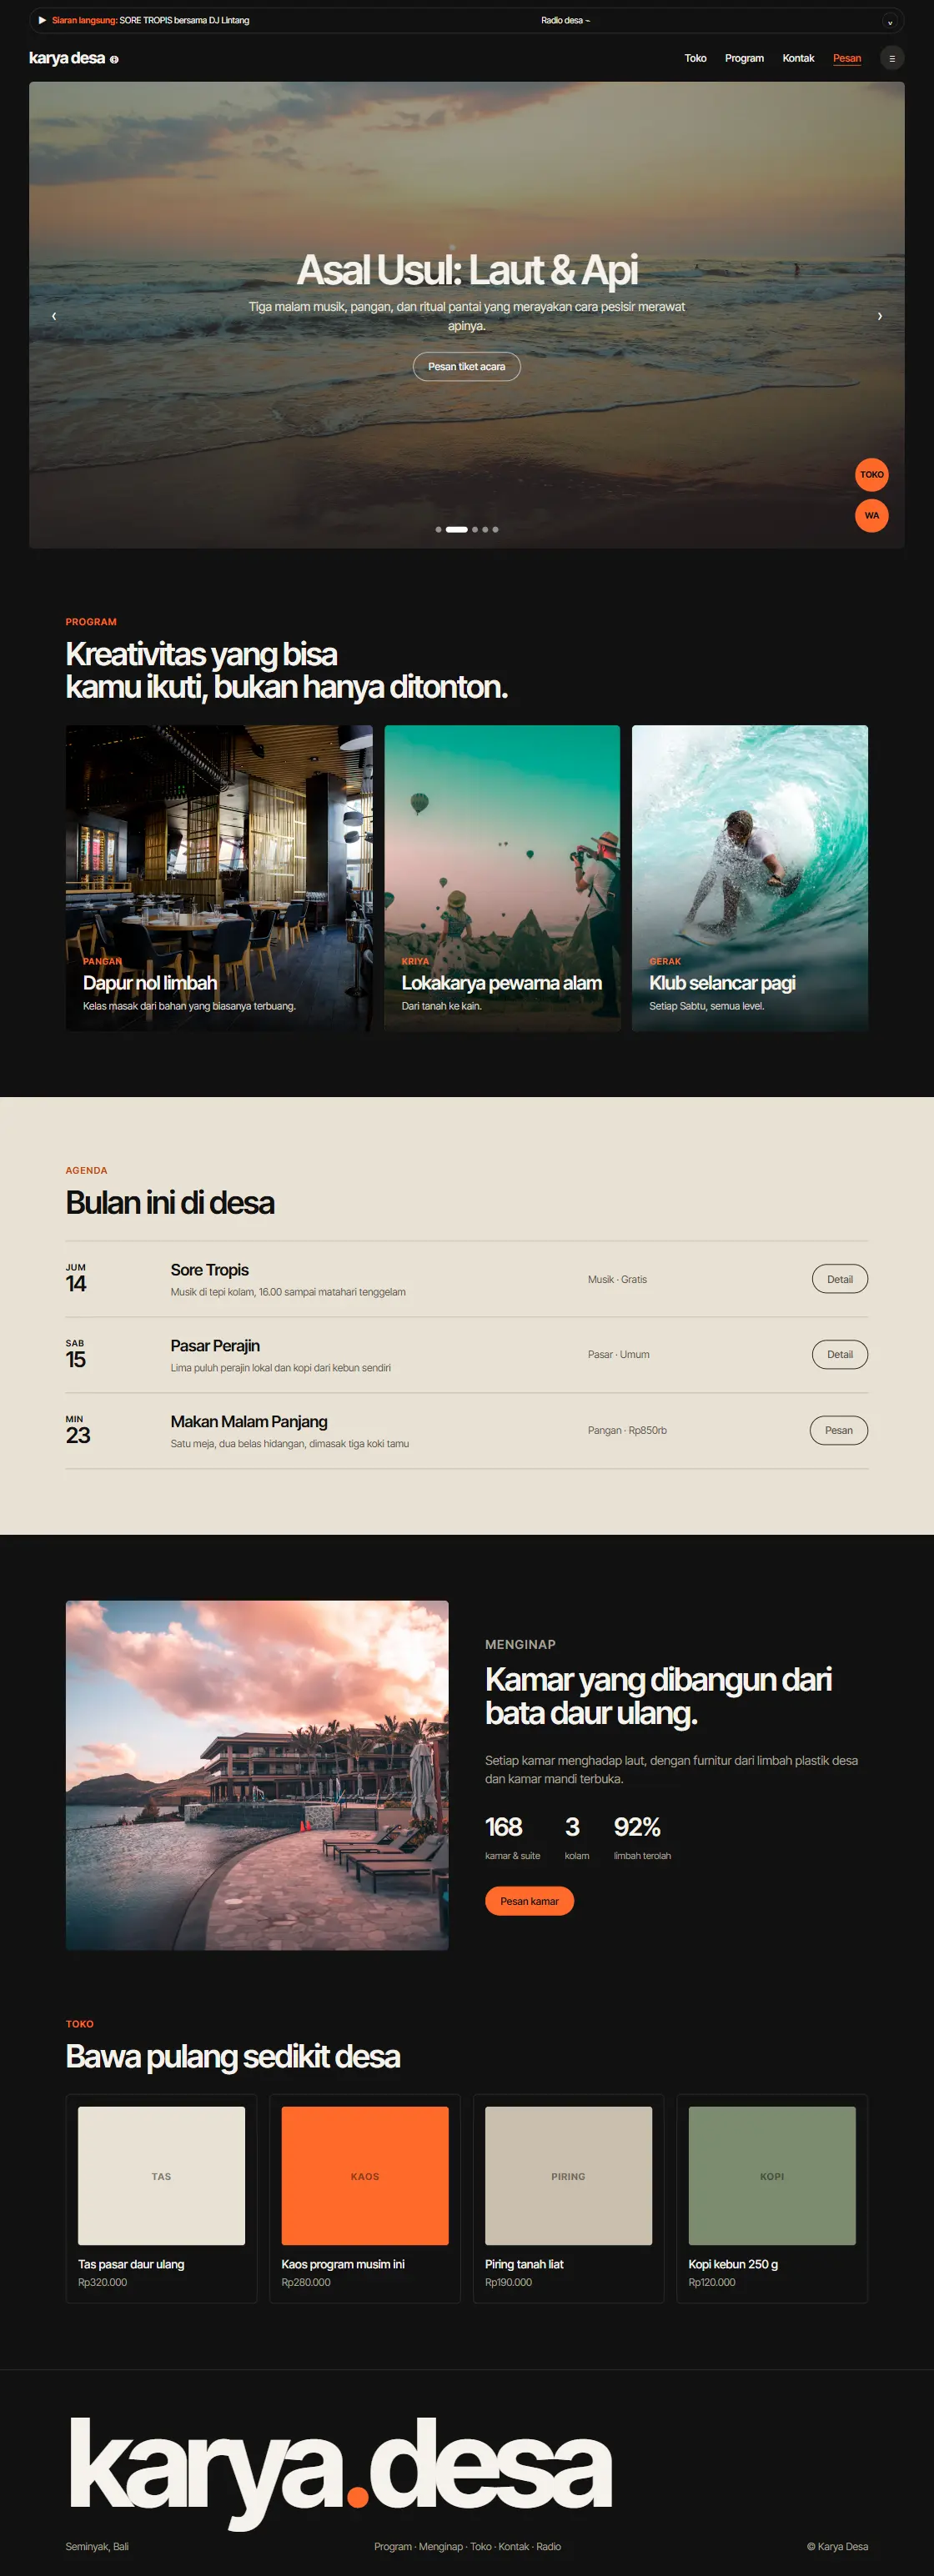 ▶ Siaran langsung: SORE TROPIS bersama DJ Lintang
Radio desa ~
karya desa
Toko
Program
Kontak
Pesan
Asal Usul: Laut & Api
Tiga malam musik, pangan, dan ritual pantai yang merayakan cara pesisir merawat
apinya.
Pesan tiket acara
TOKO
WA
PROGRAM
Kreativitas yang bisa
kamu ikuti, bukan hanya ditonton.
PANGAN
Dapur nol limbah
Kelas masak dari bahan yang biasanya terbuang.
KRIYA
Lokakarya pewarna alam
Dari tanah ke kain.
GERAK
Klub selancar pagi
Setiap Sabtu, semua level.
AGENDA
Bulan ini di desa
JUM
14
Sore Tropis
Musik di tepi kolam, 16.00 sampai matahari tenggelam
Musik · Gratis
Detail
SAB
15
Pasar Perajin
Lima puluh perajin lokal dan kopi dari kebun sendiri
Pasar · Umum
Detail
MIN
23
Makan Malam Panjang
Satu meja, dua belas hidangan, dimasak tiga koki tamu
Pangan · Rp850rb
Pesan
MENGINAP
Kamar yang dibangun dari
bata daur ulang.
Setiap kamar menghadap laut, dengan furnitur dari limbah plastik desa
dan kamar mandi terbuka.
168
kamar & suite
3
kolam
92%
limbah terolah
Pesan kamar
TOKO
Bawa pulang sedikit desa
TAS
Tas pasar daur ulang
Rp320.000
KAOS
Kaos program musim ini
Rp280.000
PIRING
Piring tanah liat
Rp190.000
KOPI
Kopi kebun 250 g
Rp120.000
karya.desa
Seminyak, Bali
Program · Menginap · Toko · Kontak · Radio
© Karya Desa